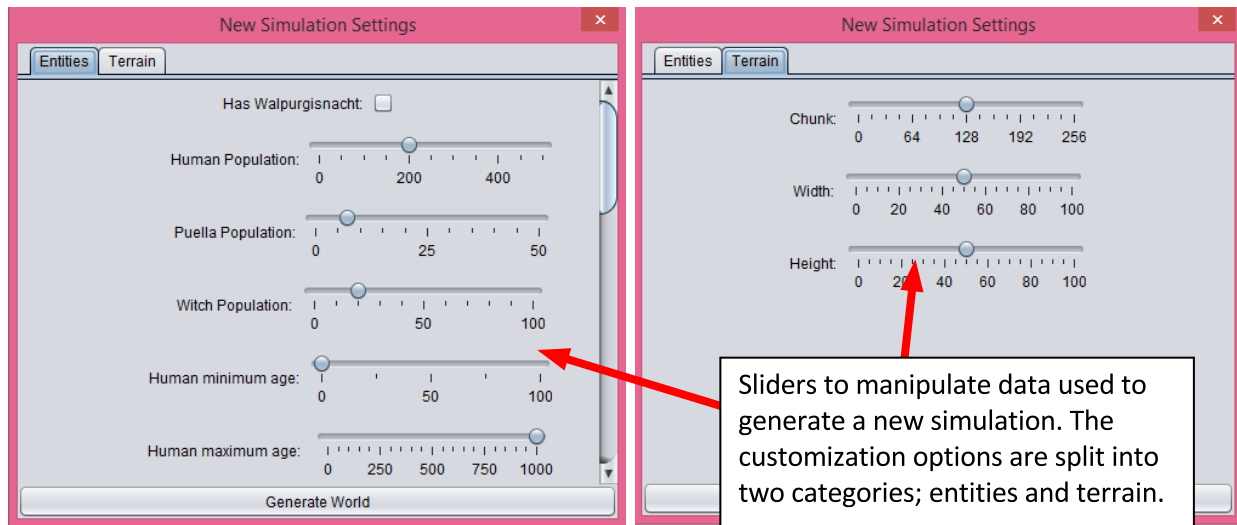 New Simulation Settings
×
Entities Terrain
Has Walpurgisnacht:
Human Population:
0 200 400
Puella Population:
0 25 50
Witch Population:
0 50 100
Human minimum age:
0 50 100
Human maximum age:
0 250 500 750 1000
Generate World
New Simulation Settings
×
Entities Terrain
Chunk:
0 64 128 192 256
Width:
0 20 40 60 80 100
Height:
0 20 40 60 80 100
Sliders to manipulate data used to
generate a new simulation. The
customization options are split into
two categories; entities and terrain.